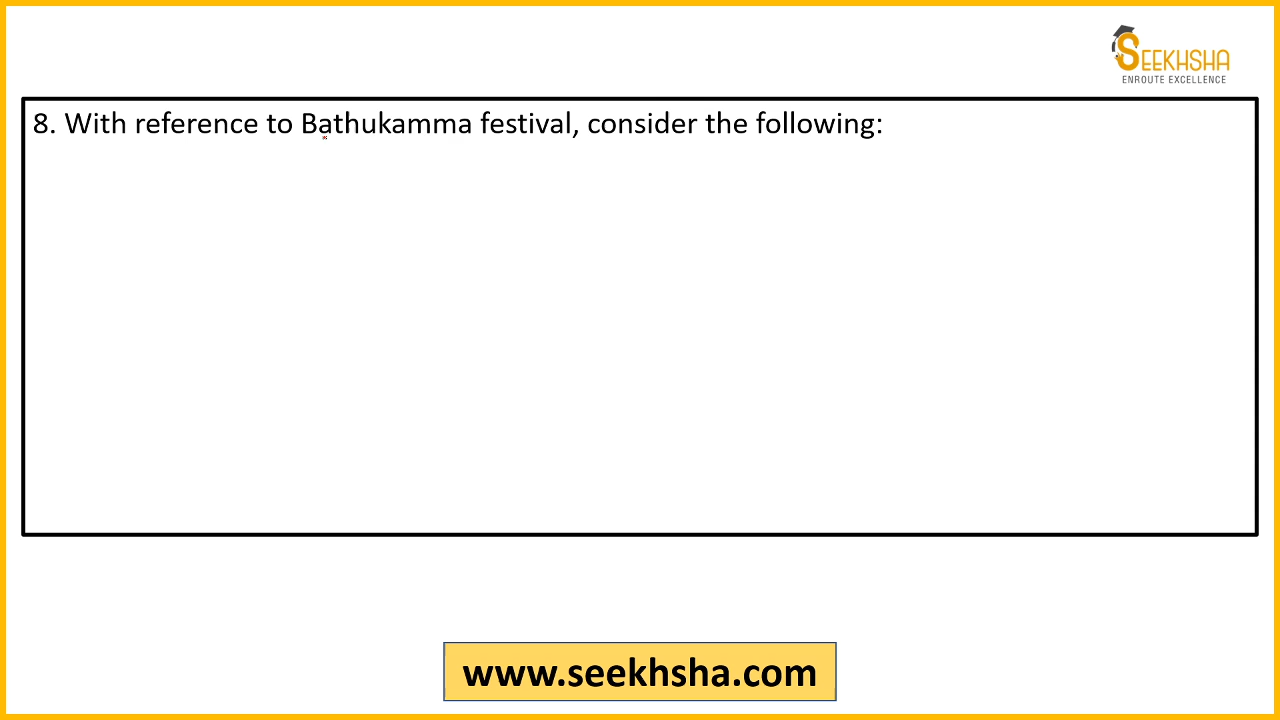 SEEKHSHA
ENROUTE EXCELLENCE
8. With reference to Bathukamma festival, consider the following:
www.seekhsha.com